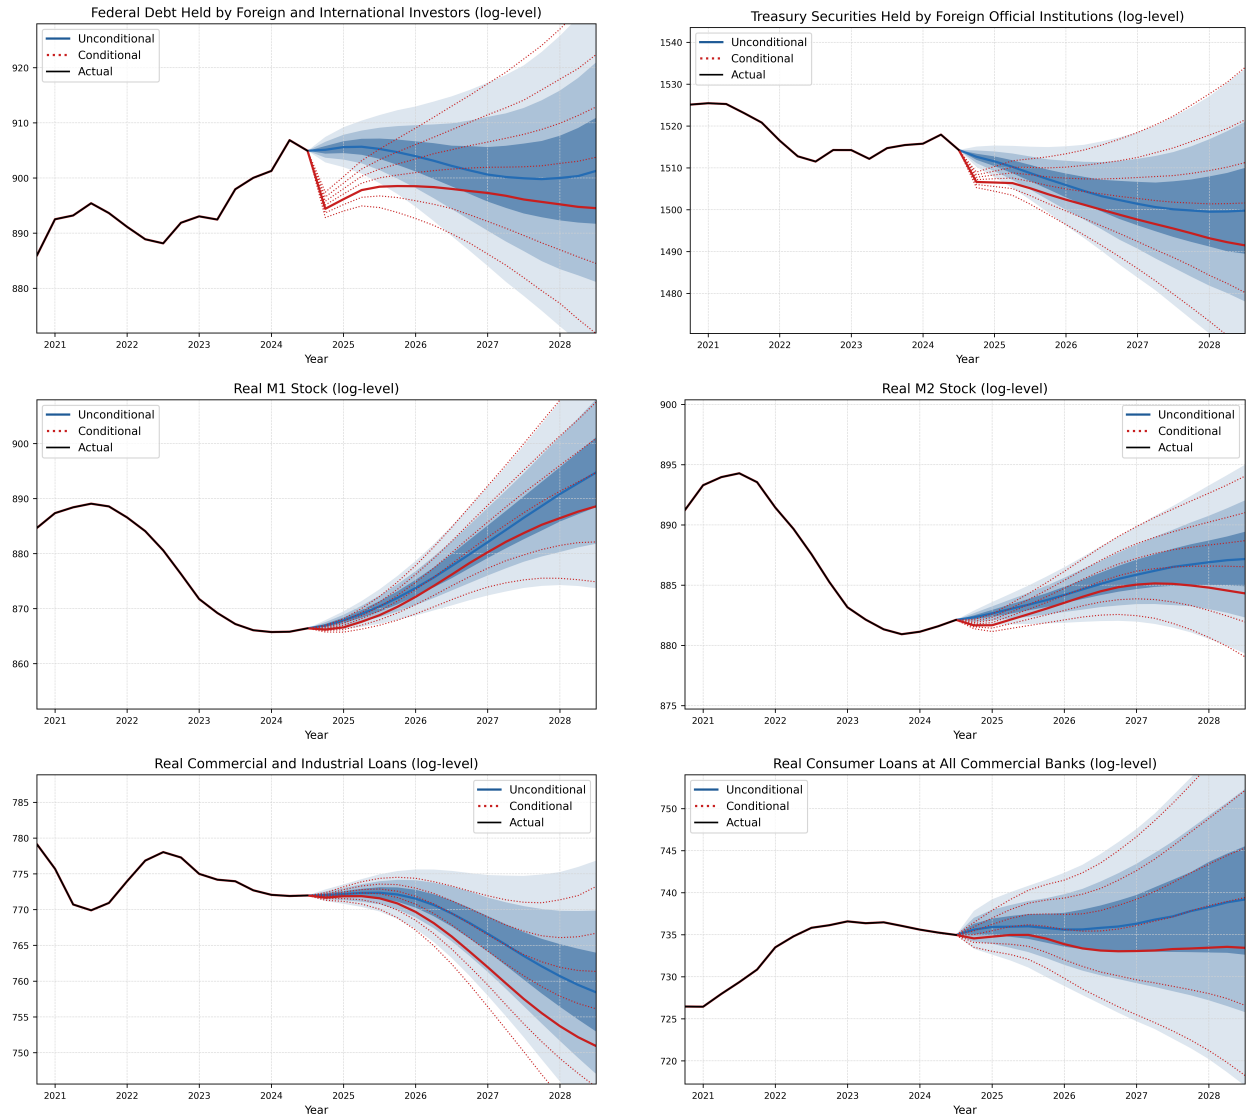 Federal Debt Held by Foreign and International Investors (log-level)
Unconditional
Conditional
Actual
920
910
900
890
880
2021 2022 2023 2024 2025 2026 2027 2028
Year
Treasury Securities Held by Foreign Official Institutions (log-level)
Unconditional
Conditional
Actual
1540
1530
1520
1510
1500
1490
1480
2021 2022 2023 2024 2025 2026 2027 2028
Year
Real M1 Stock (log-level)
Unconditional
Conditional
Actual
900
890
880
870
860
2021 2022 2023 2024 2025 2026 2027 2028
Year
Real M2 Stock (log-level)
Unconditional
Conditional
Actual
900
895
890
885
880
875
2021 2022 2023 2024 2025 2026 2027 2028
Year
Real Commercial and Industrial Loans (log-level)
Unconditional
Conditional
Actual
785
780
775
770
765
760
755
750
2021 2022 2023 2024 2025 2026 2027 2028
Year
Real Consumer Loans at All Commercial Banks (log-level)
Unconditional
Conditional
Actual
750
745
740
735
730
725
720
2021 2022 2023 2024 2025 2026 2027 2028
Year